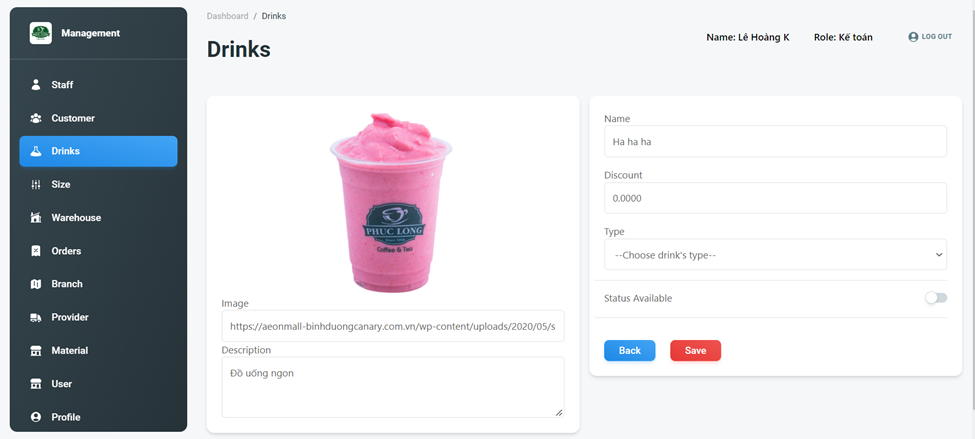 Management
Staff
Customer
Drinks
Size
Warehouse
Orders
Branch
Provider
Material
User
Profile
Dashboard / Drinks
Drinks
Name: Lê Hoàng K
Role: Kế toán
LOG OUT
PHUC LONG
Coffee & Tea
Image
https://aeonmall-binhduongcanary.com.vn/wp-content/uploads/2020/05/s
Description
Đồ uống ngon
Name
Ha ha ha
Discount
0.0000
Type
--Choose drink's type--
Status Available
Back
Save